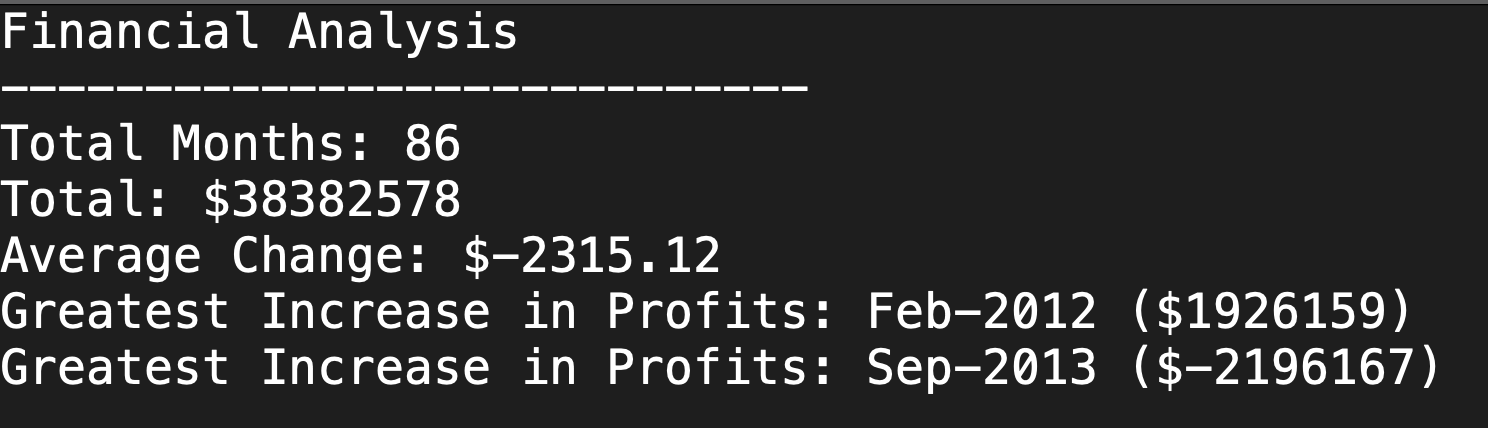 Financial Analysis
----------------------------
Total Months: 86
Total: $38382578
Average Change: $-2315.12
Greatest Increase in Profits: Feb-2012 ($1926159)
Greatest Increase in Profits: Sep-2013 ($-2196167)